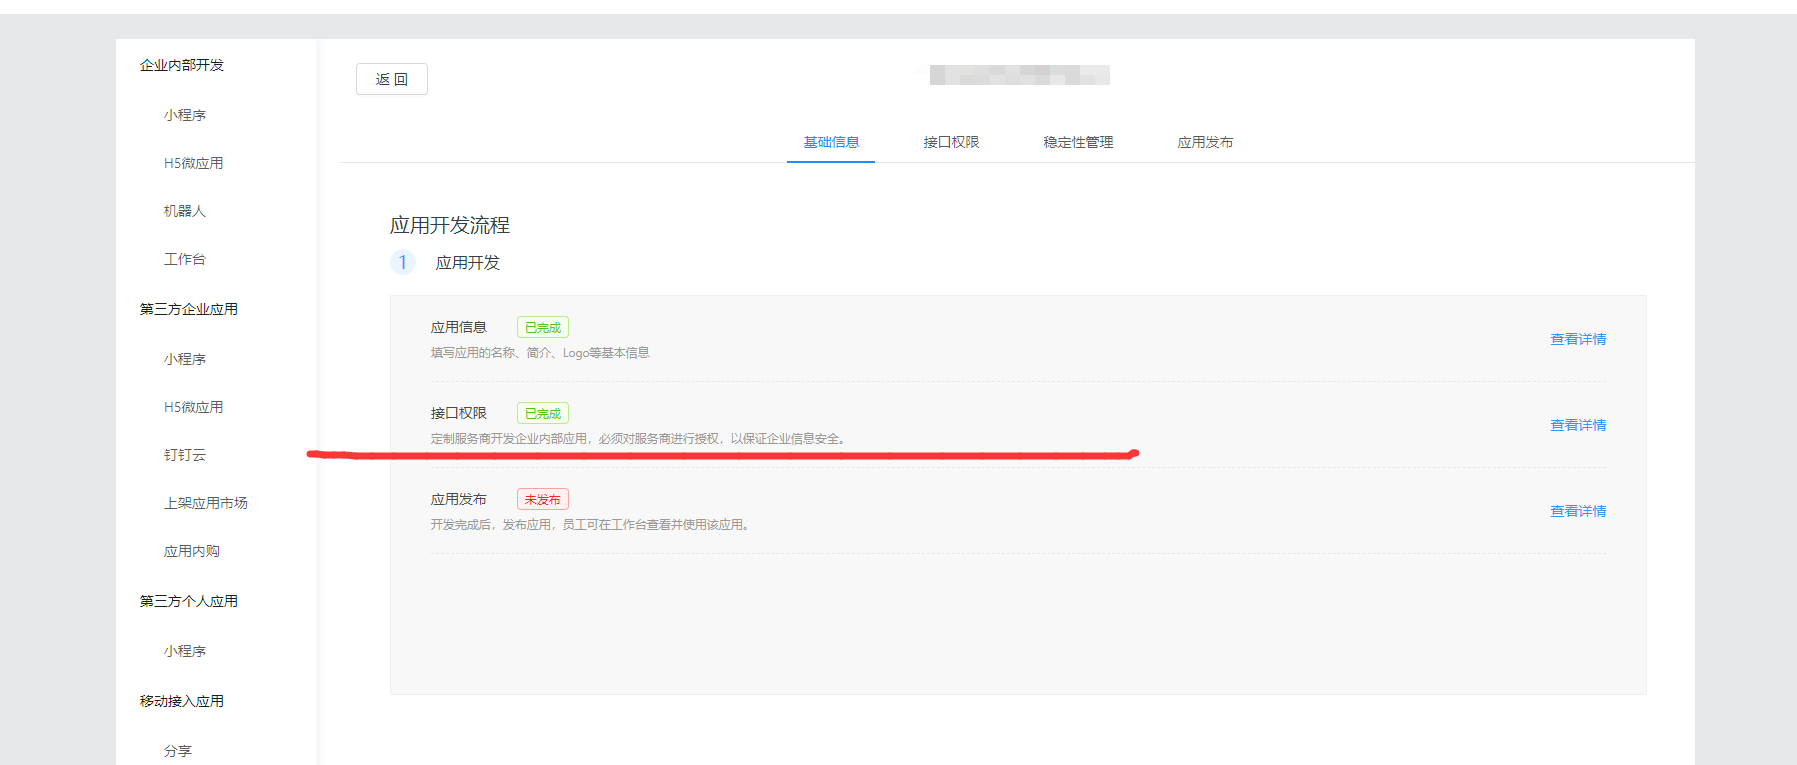 企业内部开发
小程序
H5微应用
机器人
工作台
第三方企业应用
小程序
H5微应用
钉钉云
上架应用市场
应用内购
第三方个人应用
小程序
移动接入应用
分享
返 回
基础信息 接口权限 稳定性管理 应用发布
应用开发流程
1 应用开发
应用信息 已完成
填写应用的名称、简介、Logo等基本信息
查看详情
接口权限 已完成
定制服务商开发企业内部应用，必须对服务商进行授权，以保证企业信息安全。
查看详情
应用发布 未发布
开发完成后，发布应用，员工可在工作台查看并使用该应用。
查看详情